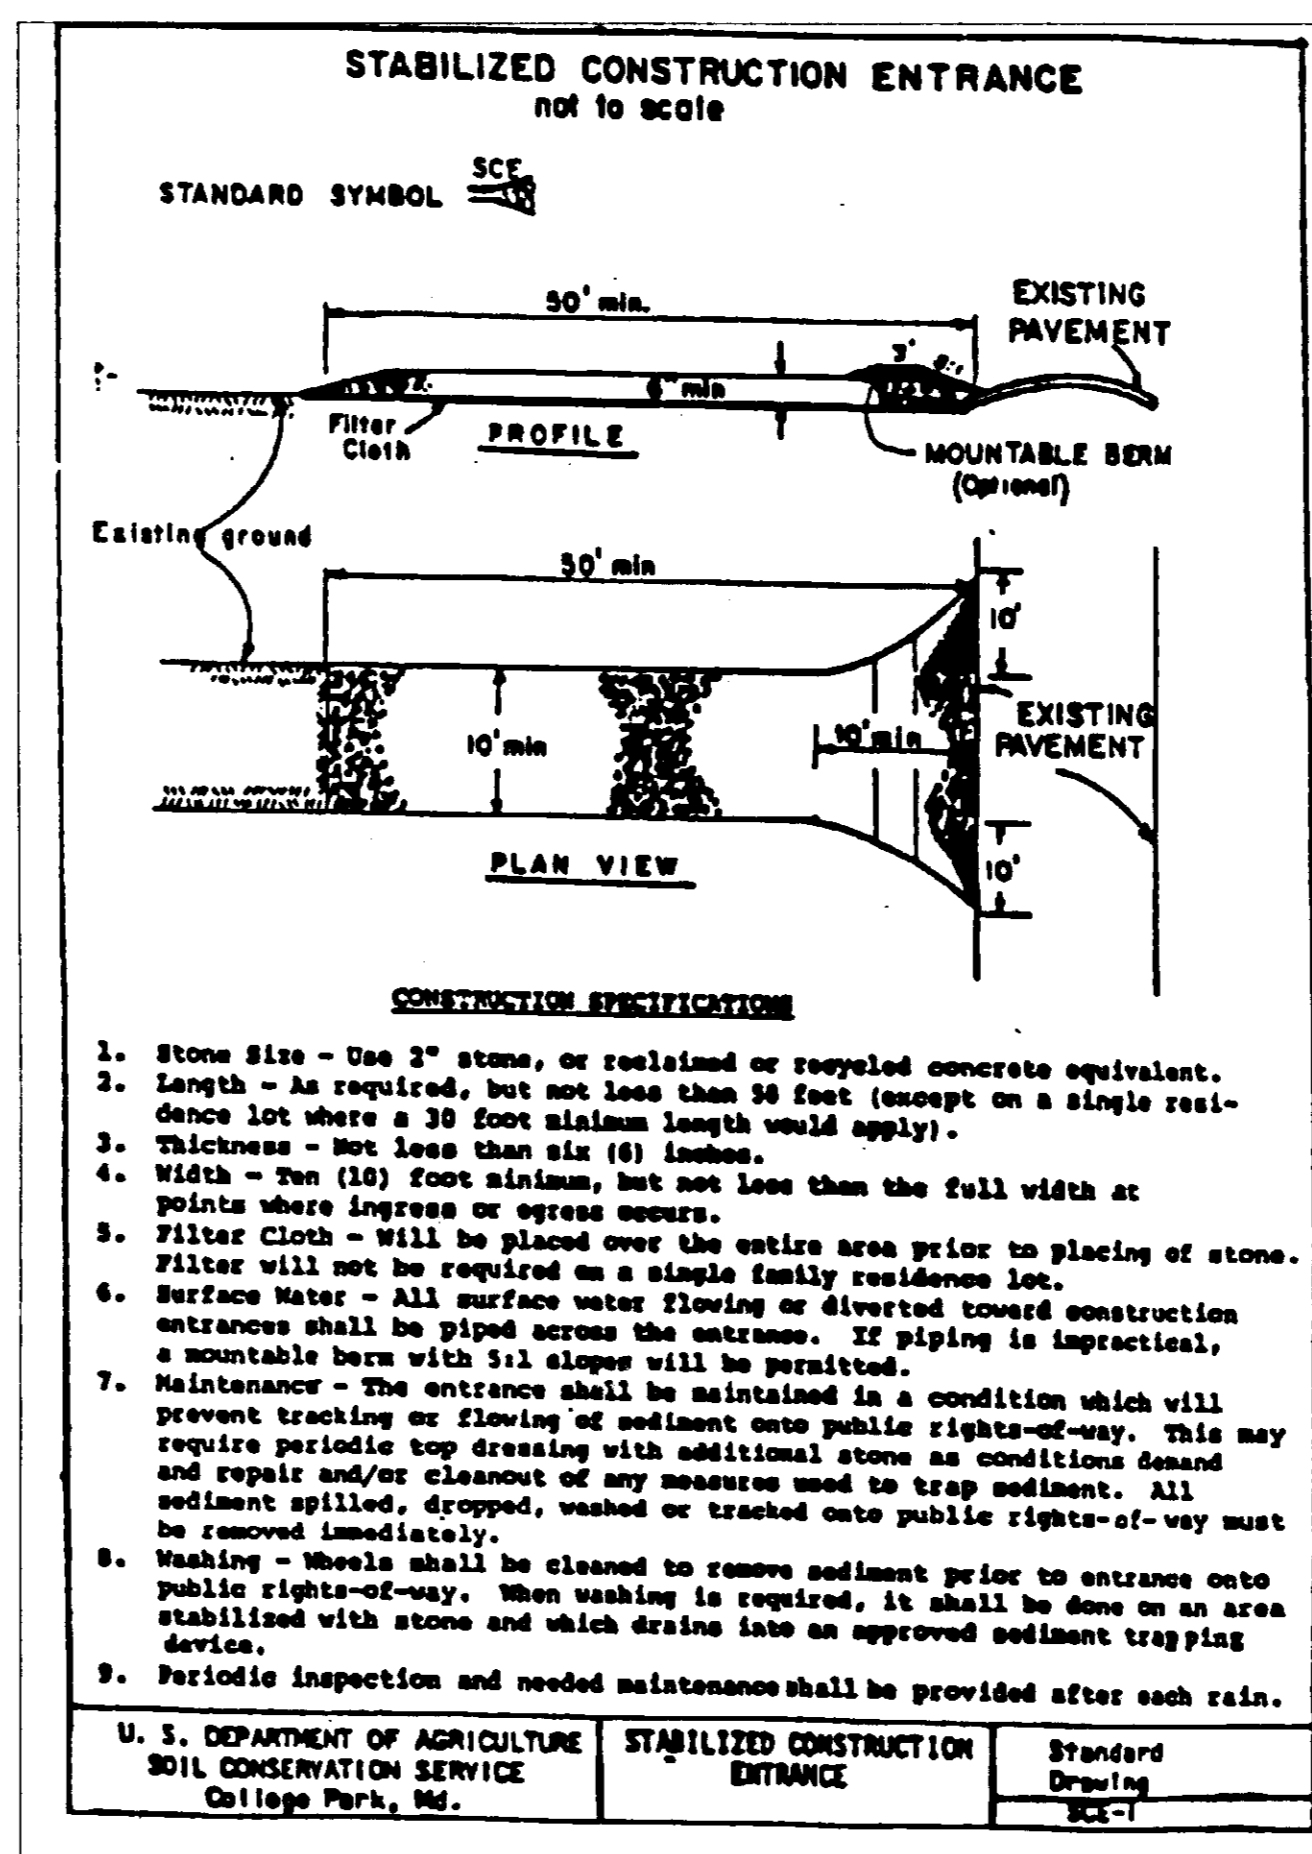 STABILIZED CONSTRUCTION ENTRANCE
not to scale
STANDARD SYMBOL
SCE
50' min.
EXISTING
PAVEMENT
3'
6" min
Filter
Cloth
PROFILE
MOUNTABLE BERM
(Optional)
Existing ground
50' min
10'
10' min
10' min
EXISTING
PAVEMENT
10'
PLAN VIEW
CONSTRUCTION SPECIFICATIONS
1. Stone Size - Use 2" stone, or reclaimed or recycled concrete equivalent.
2. Length - As required, but not less than 50 feet (except on a single resi-
dence lot where a 30 foot minimum length would apply).
3. Thickness - Not less than six (6) inches.
4. Width - Ten (10) foot minimum, but not less than the full width at
points where ingress or egress occurs.
5. Filter Cloth - Will be placed over the entire area prior to placing of stone.
Filter will not be required on a single family residence lot.
6. Surface Water - All surface water flowing or diverted toward construction
entrances shall be piped across the entrance. If piping is impractical,
a mountable berm with 5:1 slopes will be permitted.
7. Maintenance - The entrance shall be maintained in a condition which will
prevent tracking or flowing of sediment onto public rights-of-way. This may
require periodic top dressing with additional stone as conditions demand
and repair and/or cleanout of any measures used to trap sediment. All
sediment spilled, dropped, washed or tracked onto public rights-of-way must
be removed immediately.
8. Washing - Wheels shall be cleaned to remove sediment prior to entrance onto
public rights-of-way. When washing is required, it shall be done on an area
stabilized with stone and which drains into an approved sediment trapping
device.
9. Periodic inspection and needed maintenance shall be provided after each rain.
U. S. DEPARTMENT OF AGRICULTURE
SOIL CONSERVATION SERVICE
College Park, Md.
STABILIZED CONSTRUCTION
ENTRANCE
Standard
Drawing
SCE-1